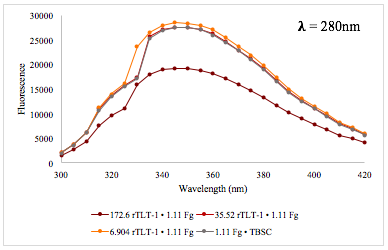 30000
λ = 280nm
25000
20000
15000
10000
5000
0
Fluorescence
300 320 340 360 380 400 420
Wavelength (nm)
172.6 rTLT-1 • 1.11 Fg 35.52 rTLT-1 • 1.11 Fg
6.904 rTLT-1 • 1.11 Fg 1.11 Fg • TBSC